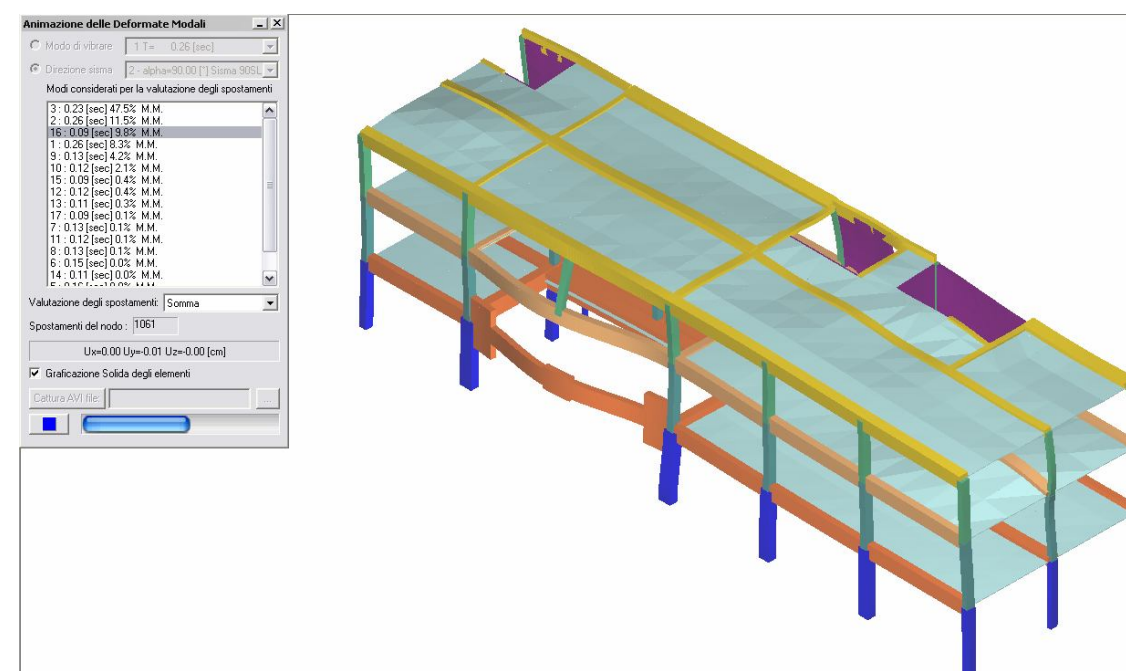 Animazione delle Deformate Modali
Modo di vibrare 1 T= 0.26 [sec]
Direzione sisma 2 - alpha=90.00 [°] Sisma 90SL
Modi considerati per la valutazione degli spostamenti
3 : 0.23 [sec] 47.5% M.M.
2 : 0.26 [sec] 11.5% M.M.
16 : 0.09 [sec] 9.8% M.M.
1 : 0.26 [sec] 8.3% M.M.
9 : 0.13 [sec] 4.2% M.M.
10 : 0.12 [sec] 2.1% M.M.
15 : 0.09 [sec] 0.4% M.M.
12 : 0.12 [sec] 0.4% M.M.
13 : 0.11 [sec] 0.3% M.M.
17 : 0.09 [sec] 0.1% M.M.
7 : 0.13 [sec] 0.1% M.M.
11 : 0.12 [sec] 0.1% M.M.
8 : 0.13 [sec] 0.1% M.M.
6 : 0.15 [sec] 0.0% M.M.
14 : 0.11 [sec] 0.0% M.M.
Valutazione degli spostamenti: Somma
Spostamenti del nodo : 1061
Ux=0.00 Uy=-0.01 Uz=-0.00 [cm]
Graficazione Solida degli elementi
Cattura AVI file: ...